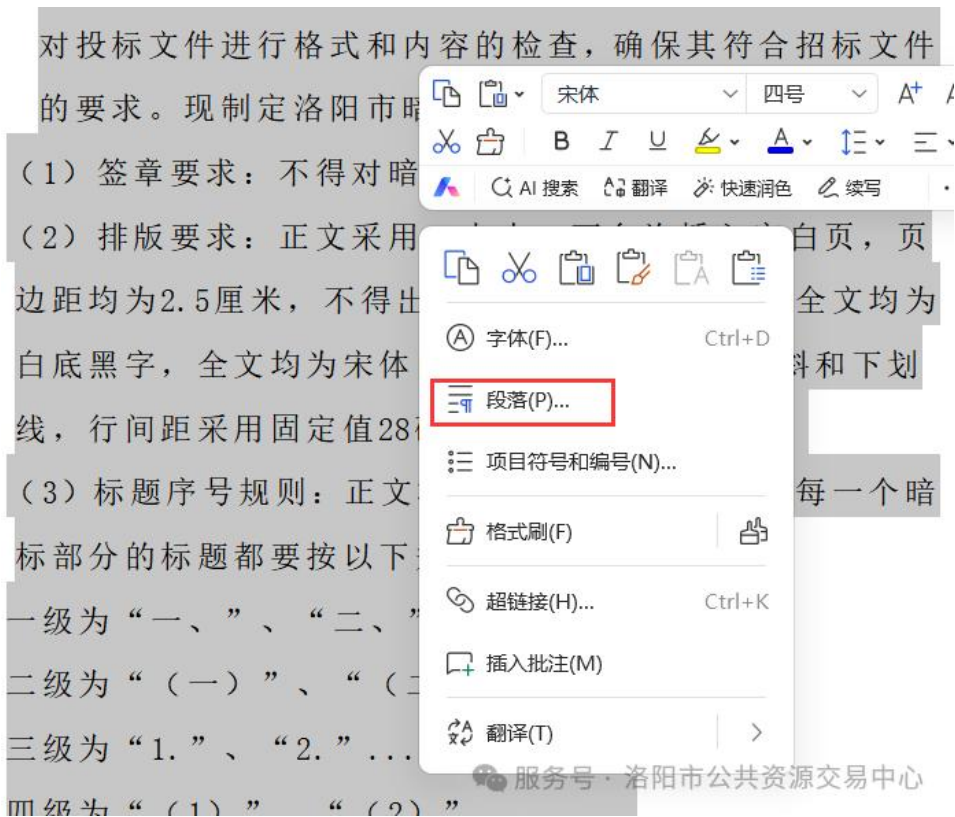 对投标文件进行格式和内容的检查，确保其符合招标文件
的要求。现制定洛阳市暗
宋体
四号
A+
B I U A
（1）签章要求：不得对暗
AI 搜索 翻译 快速润色 续写
（2）排版要求：正文采用
白页，页
边距均为2.5厘米，不得出
全文均为
字体(F)... Ctrl+D
白底黑字，全文均为宋体
和下划
段落(P)...
线，行间距采用固定值28
项目符号和编号(N)...
（3）标题序号规则：正文
每一个暗
格式刷(F)
标部分的标题都要按以下
超链接(H)... Ctrl+K
一级为“一、”、“二、”
插入批注(M)
二级为“（一）”、“（二
翻译(T)
三级为“1.”、“2.”...
服务号 · 洛阳市公共资源交易中心
四级为“（1）”、“（2）”